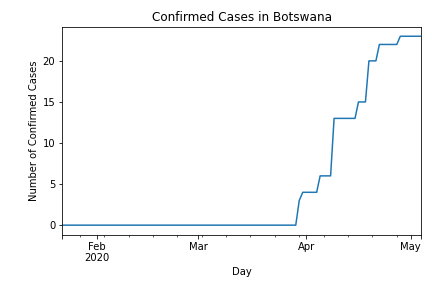 Confirmed Cases in Botswana
Number of Confirmed Cases
20
15
10
5
0
Feb Mar Apr May
2020
Day